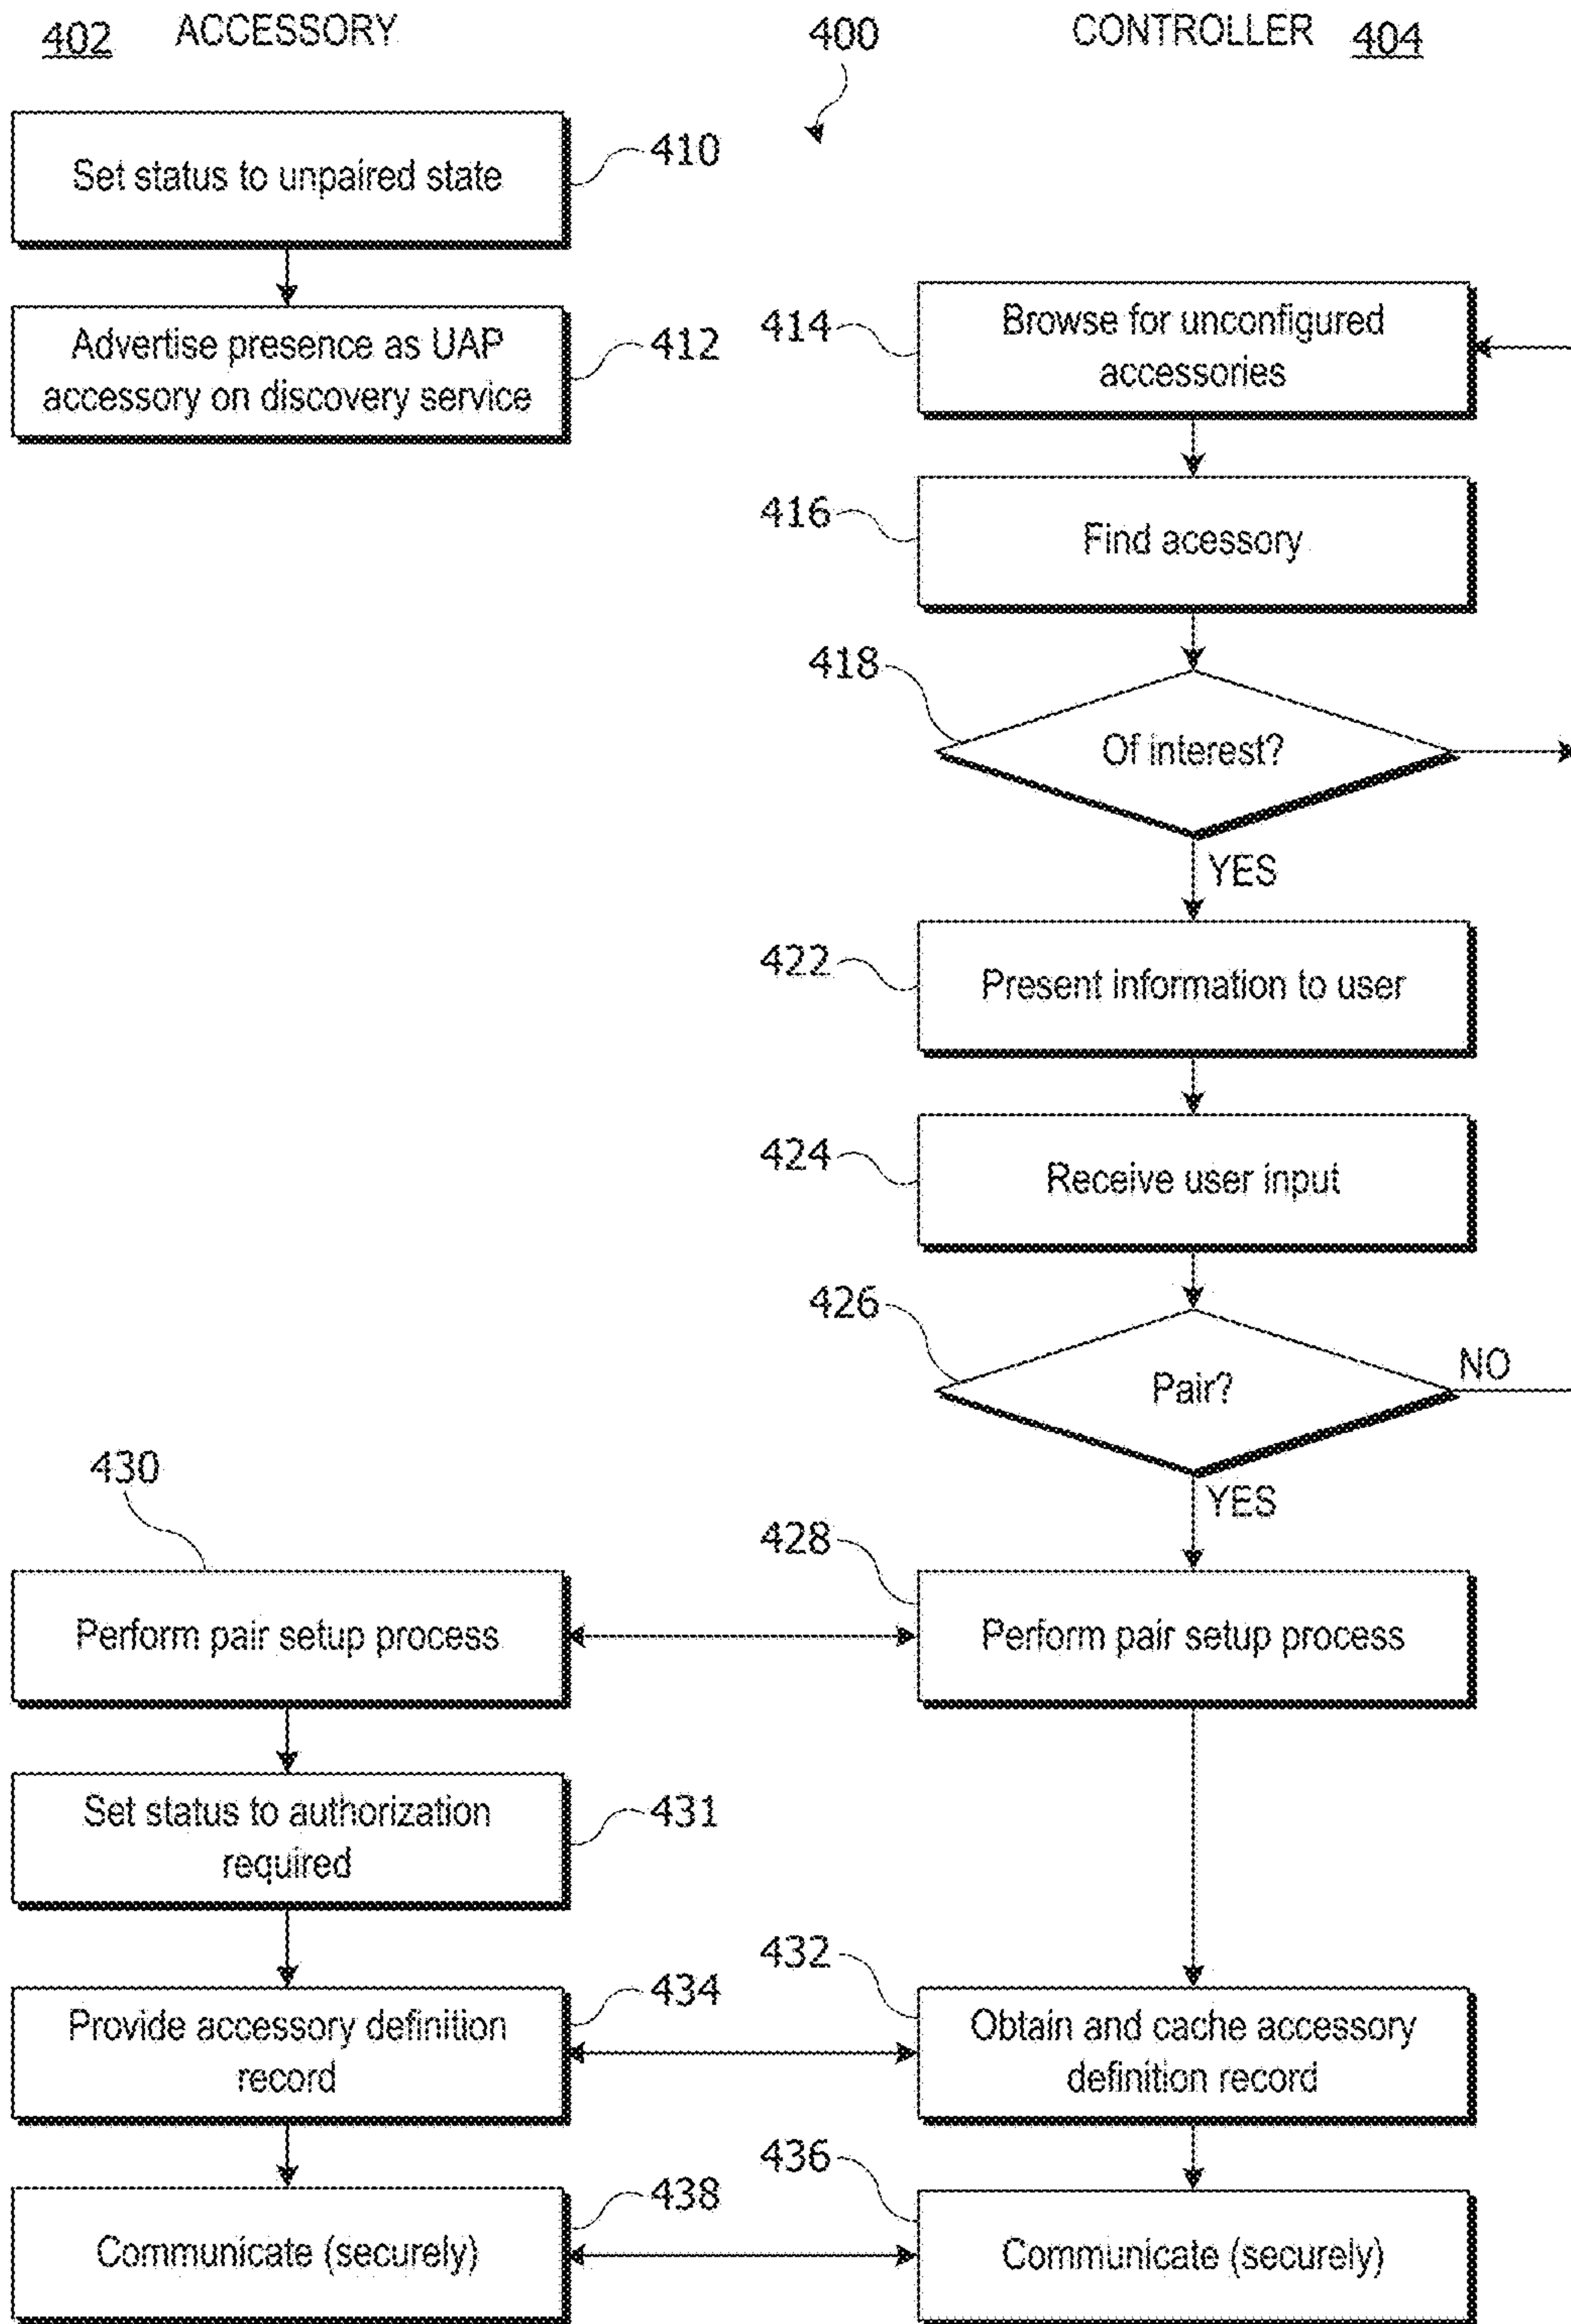 402 ACCESSORY
400
CONTROLLER 404
Set status to unpaired state
410
Advertise presence as UAP
accessory on discovery service
412
414
Browse for unconfigured
accessories
416
Find acessory
418
Of interest?
YES
422
Present information to user
424
Receive user input
426
Pair?
NO
YES
430
428
Perform pair setup process
Perform pair setup process
Set status to authorization
required
431
432
Provide accessory definition
record
434
Obtain and cache accessory
definition record
436
Communicate (securely)
438
Communicate (securely)